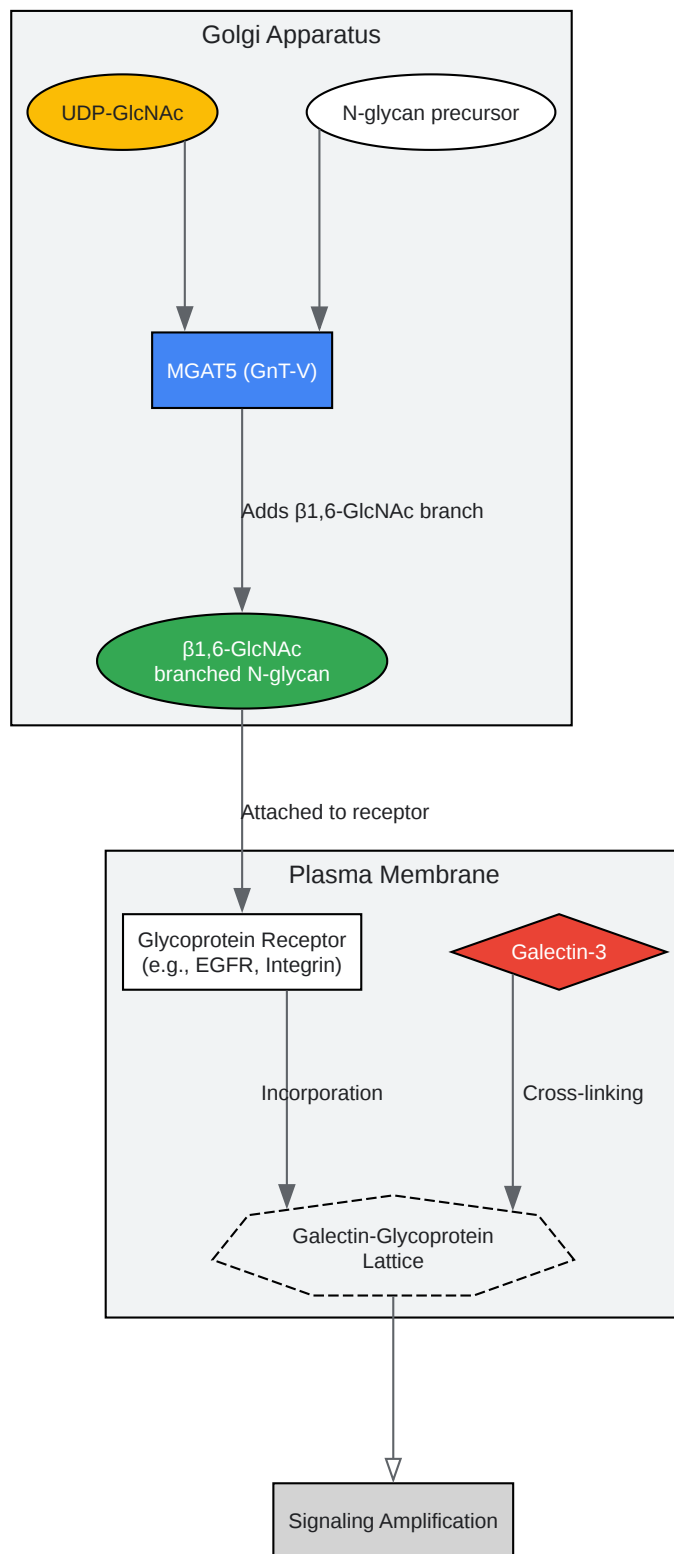 Golgi Apparatus
UDP-GlcNAc
N-glycan precursor
MGAT5 (GnT-V)
Adds β1,6-GlcNAc branch
β1,6-GlcNAc
branched N-glycan
Attached to receptor
Plasma Membrane
Glycoprotein Receptor
(e.g., EGFR, Integrin)
Galectin-3
Incorporation
Cross-linking
Galectin-Glycoprotein
Lattice
Signaling Amplification